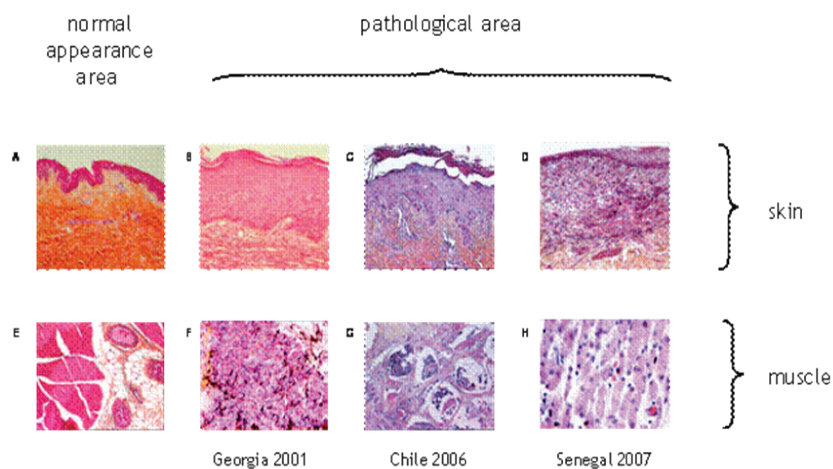 normal
appearance
area
pathological area
A
B
C
D
skin
E
F
G
H
muscle
Georgia 2001
Chile 2006
Senegal 2007